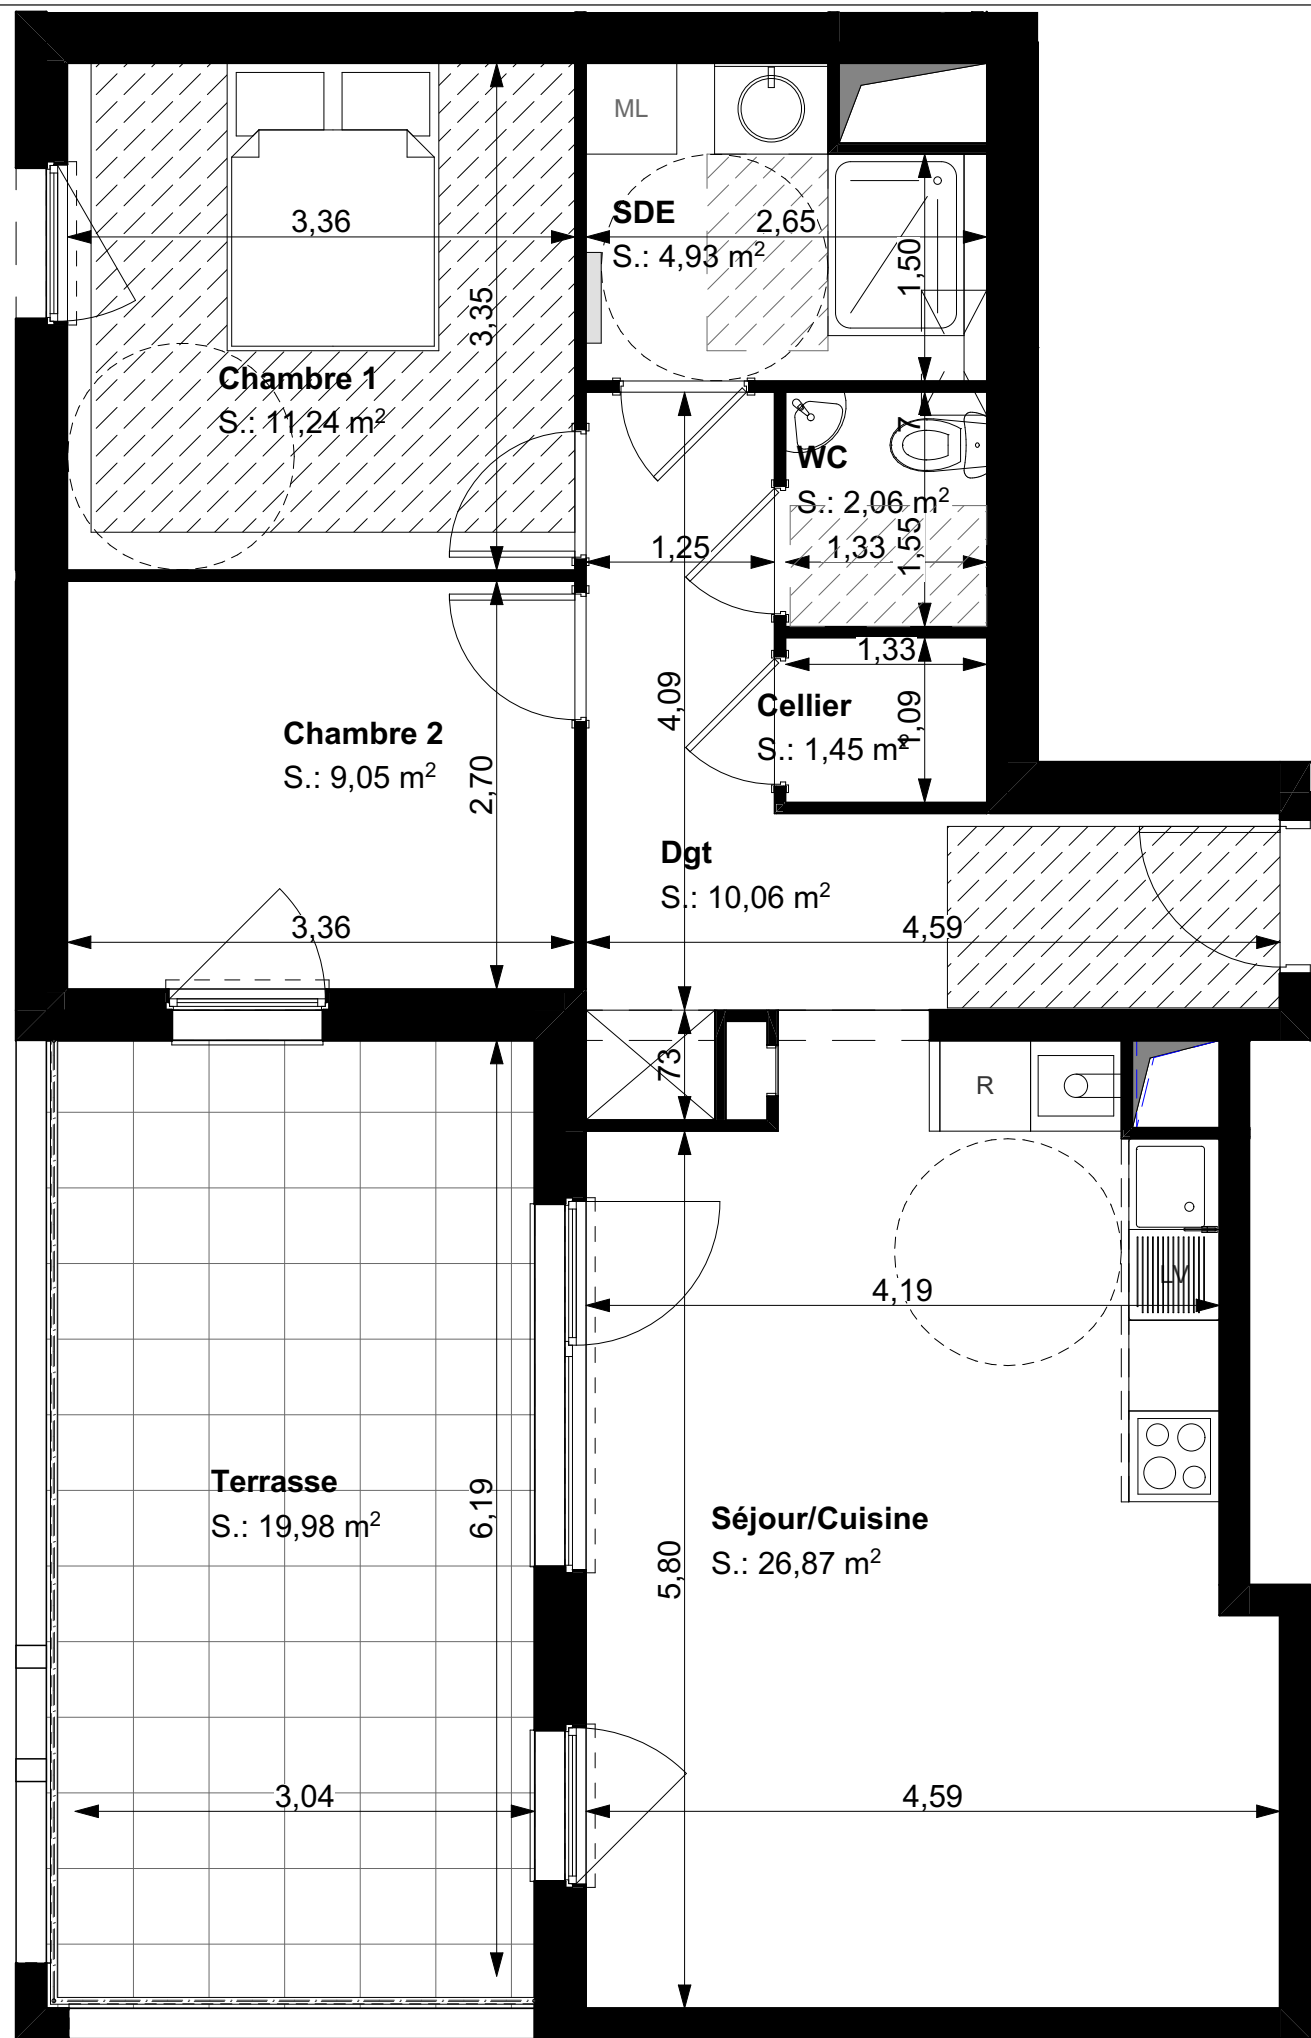 ML
SDE
S.: 4,93 m²
3,36
2,65
1,50
3,35
Chambre 1
S.: 11,24 m²
7
WC
S.: 2,06 m²
1,25
1,33
1,55
1,33
4,09
Cellier
S.: 1,45 m²
1,09
Chambre 2
S.: 9,05 m²
2,70
Dgt
S.: 10,06 m²
3,36
4,59
73
R
LV
4,19
Terrasse
S.: 19,98 m²
6,19
Séjour/Cuisine
S.: 26,87 m²
5,80
3,04
4,59